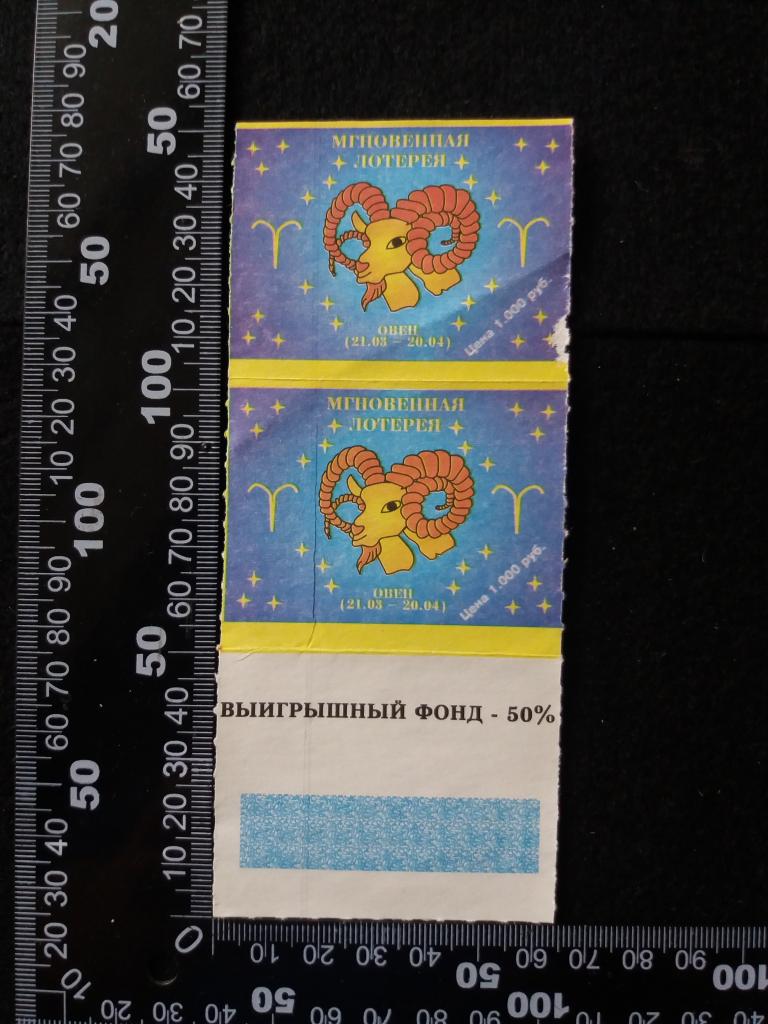 МГНОВЕННАЯ
ЛОТЕРЕЯ
ОВЕН
(21.03 – 20.04)
Цена 1.000 руб.
МГНОВЕННАЯ
ЛОТЕРЕЯ
ОВЕН
(21.03 – 20.04)
Цена 1.000 руб.
ВЫИГРЫШНЫЙ ФОНД - 50%